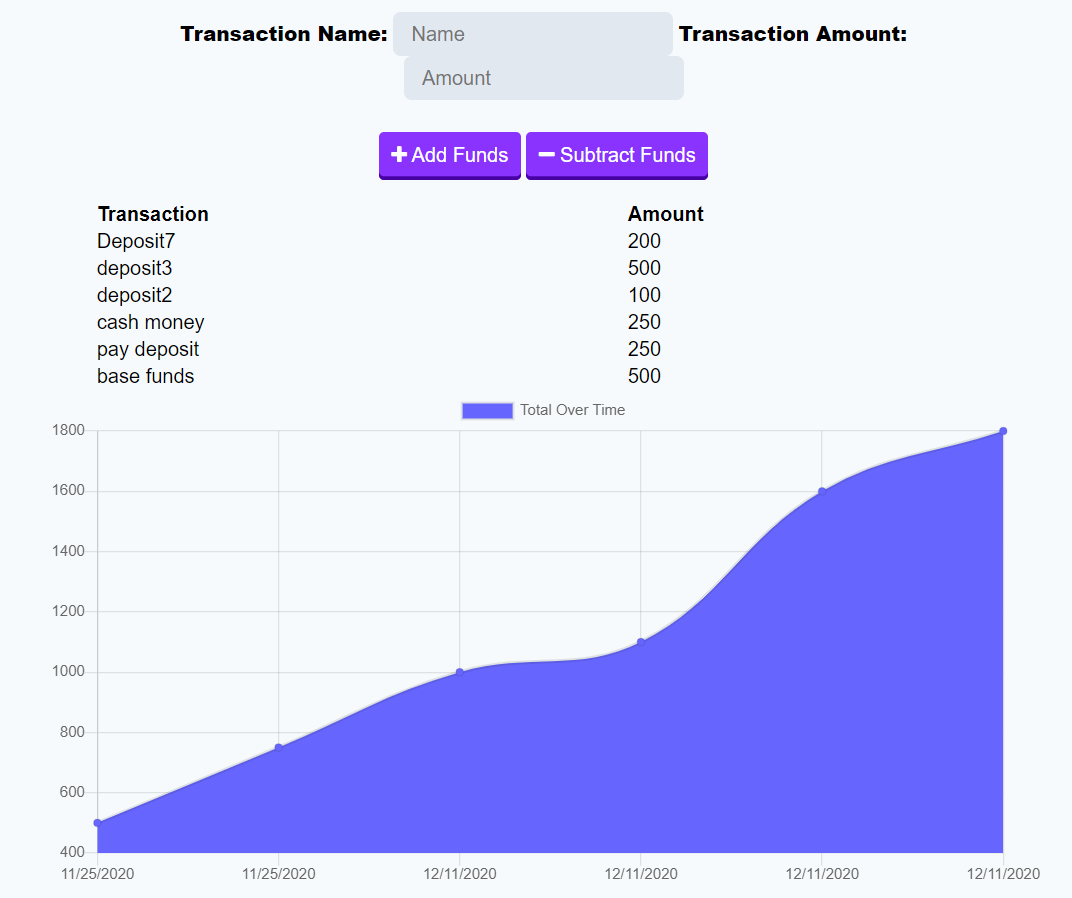 Transaction Name: Name Transaction Amount:
Amount
Add Funds Subtract Funds
Transaction Amount
Deposit7 200
deposit3 500
deposit2 100
cash money 250
pay deposit 250
base funds 500
Total Over Time
1800
1600
1400
1200
1000
800
600
400
11/25/2020 11/25/2020 12/11/2020 12/11/2020 12/11/2020 12/11/2020